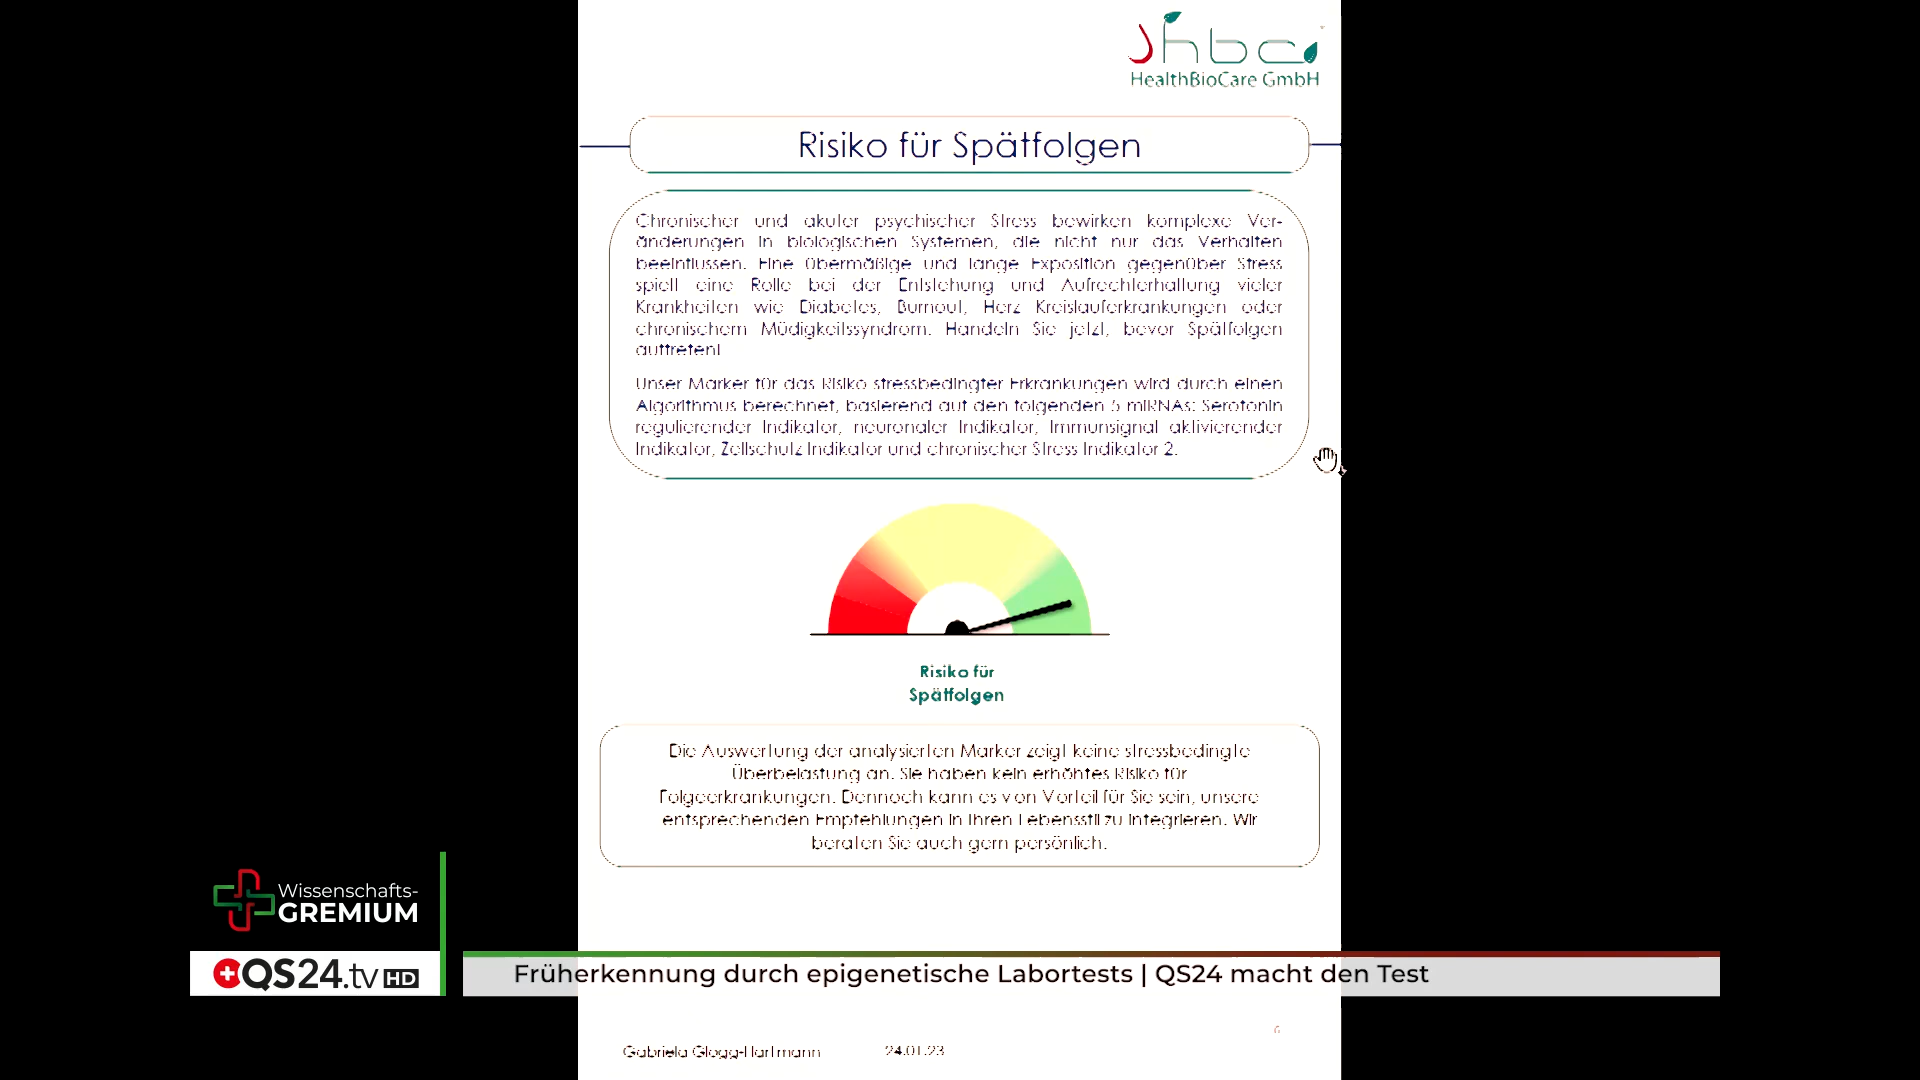 hbc
HealthBioCare GmbH
Risiko für Spätfolgen
Chronischer und akuter psychischer Stress bewirken komplexe Ver-
änderungen in biologischen Systemen, die nicht nur das Verhalten
beeinflussen. Eine übermäßige und lange Exposition gegenüber Stress
spielt eine Rolle bei der Entstehung und Aufrechterhaltung vieler
Krankheiten wie Diabetes, Burnout, Herz Kreislauferkrankungen oder
chronischem Müdigkeitssyndrom. Handeln Sie jetzt, bevor Spätfolgen
auftreten!
Unser Marker für das Risiko stressbedingter Erkrankungen wird durch einen
Algorithmus berechnet, basierend auf den folgenden 5 miRNAs: Serotonin
regulierender Indikator, neuronaler Indikator, Immunsignal aktivierender
Indikator, Zellschutz Indikator und chronischer Stress Indikator 2.
Risiko für
Spätfolgen
Die Auswertung der analysierten Marker zeigt keine stressbedingte
Überbelastung an. Sie haben kein erhöhtes Risiko für
Folgeerkrankungen. Dennoch kann es von Vorteil für Sie sein, unsere
entsprechenden Empfehlungen in Ihren Lebensstil zu integrieren. Wir
beraten Sie auch gern persönlich.
Wissenschafts-
GREMIUM
QS24.tv HD
Früherkennung durch epigenetische Labortests | QS24 macht den Test
6
Gabriela Glogg-Hartmann 24.01.23